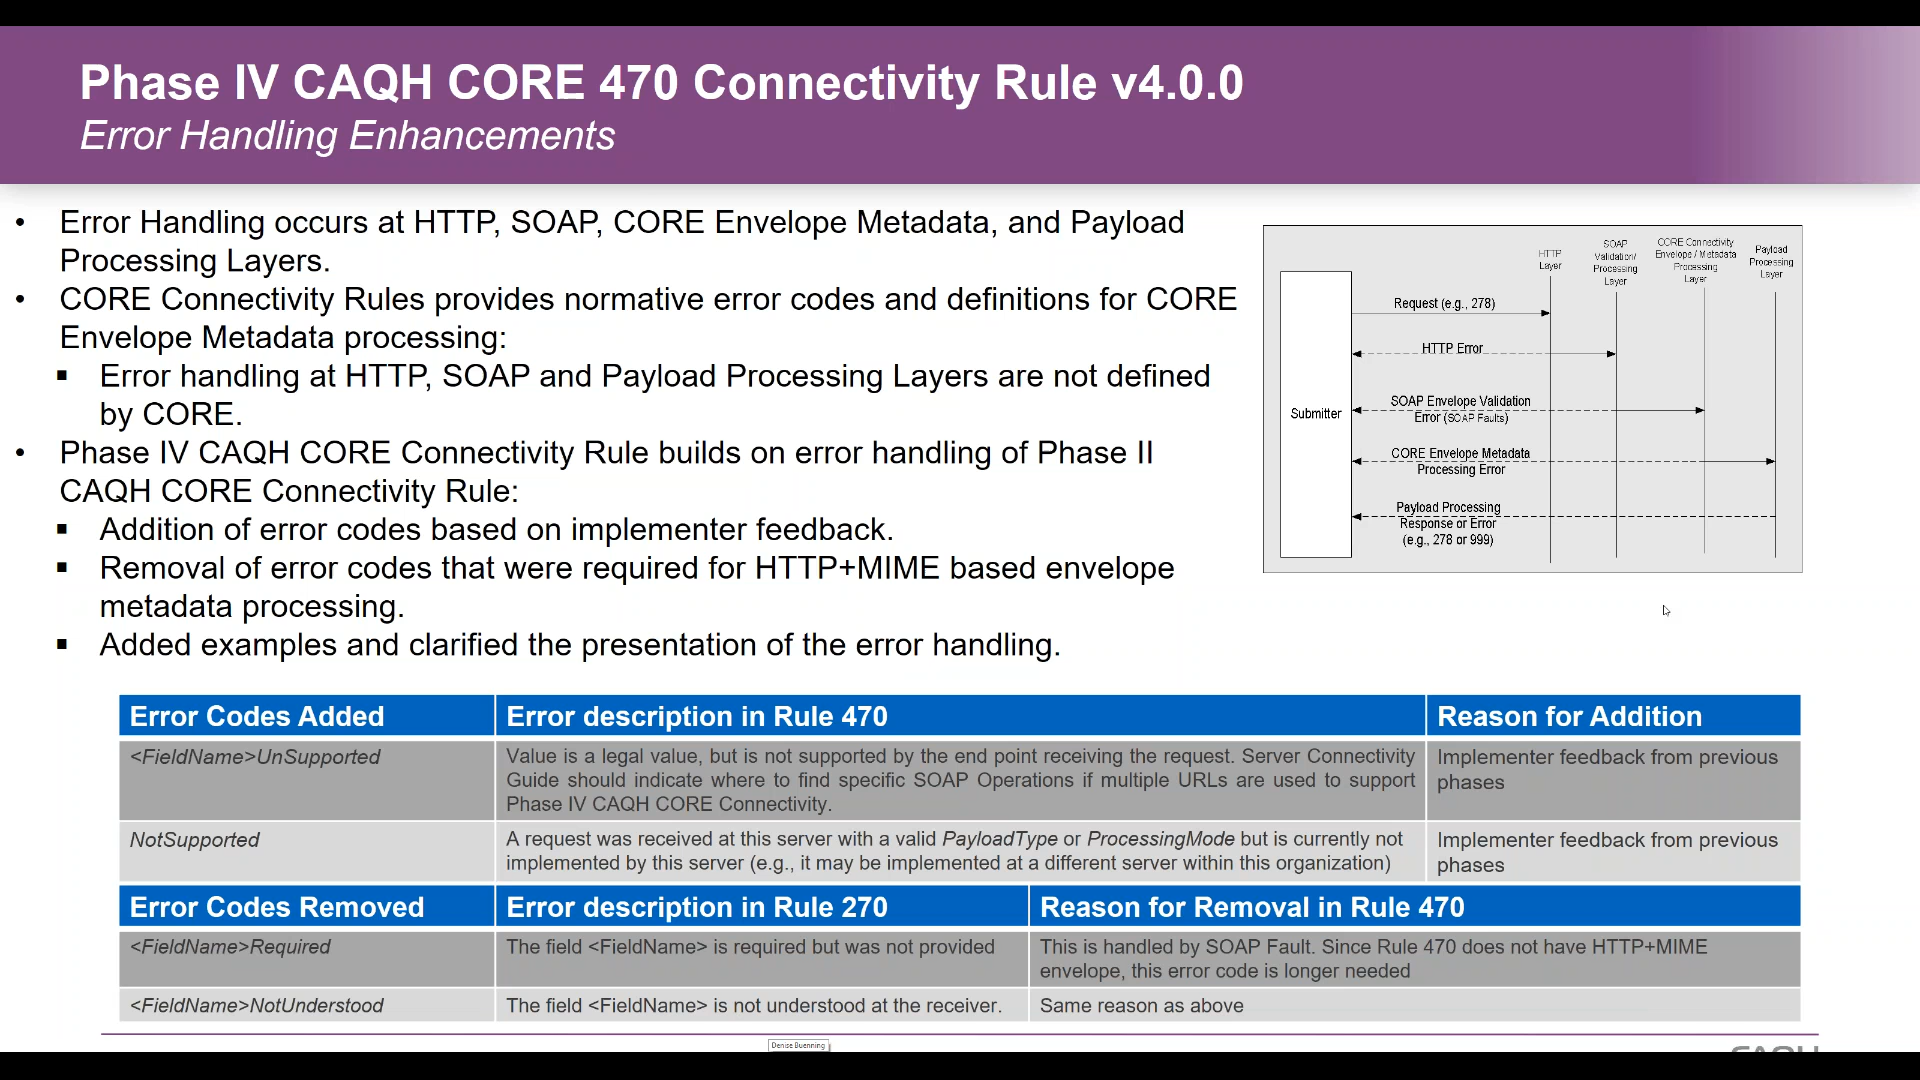 Phase IV CAQH CORE 470 Connectivity Rule v4.0.0
Error Handling Enhancements
• Error Handling occurs at HTTP, SOAP, CORE Envelope Metadata, and Payload
Processing Layers.
• CORE Connectivity Rules provides normative error codes and definitions for CORE
Envelope Metadata processing:
▪ Error handling at HTTP, SOAP and Payload Processing Layers are not defined
by CORE.
• Phase IV CAQH CORE Connectivity Rule builds on error handling of Phase II
CAQH CORE Connectivity Rule:
▪ Addition of error codes based on implementer feedback.
▪ Removal of error codes that were required for HTTP+MIME based envelope
metadata processing.
▪ Added examples and clarified the presentation of the error handling.
HTTP
Layer
SOAP
Validation/
Processing
Layer
CORE Connectivity
Envelope / Metadata
Processing
Layer
Payload
Processing
Layer
Submitter
Request (e.g., 278)
HTTP Error
SOAP Envelope Validation
Error (SOAP Faults)
CORE Envelope Metadata
Processing Error
Payload Processing
Response or Error
(e.g., 278 or 999)
Error Codes Added
Error description in Rule 470
Reason for Addition
<FieldName>UnSupported
Value is a legal value, but is not supported by the end point receiving the request. Server Connectivity
Guide should indicate where to find specific SOAP Operations if multiple URLs are used to support
Phase IV CAQH CORE Connectivity.
Implementer feedback from previous
phases
NotSupported
A request was received at this server with a valid PayloadType or ProcessingMode but is currently not
implemented by this server (e.g., it may be implemented at a different server within this organization)
Implementer feedback from previous
phases
Error Codes Removed
Error description in Rule 270
Reason for Removal in Rule 470
<FieldName>Required
The field <FieldName> is required but was not provided
This is handled by SOAP Fault. Since Rule 470 does not have HTTP+MIME
envelope, this error code is longer needed
<FieldName>NotUnderstood
The field <FieldName> is not understood at the receiver.
Same reason as above
Denise Buenning
CAQH